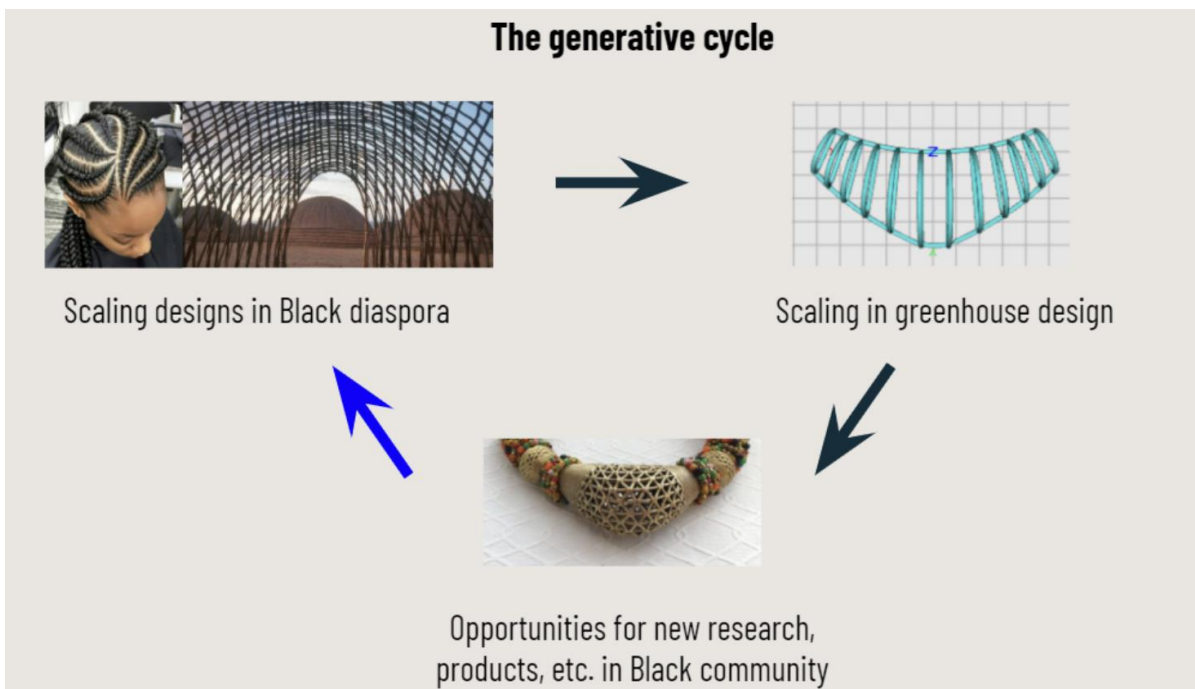 The generative cycle
Z
Scaling designs in Black diaspora
Scaling in greenhouse design
Opportunities for new research,
products, etc. in Black community